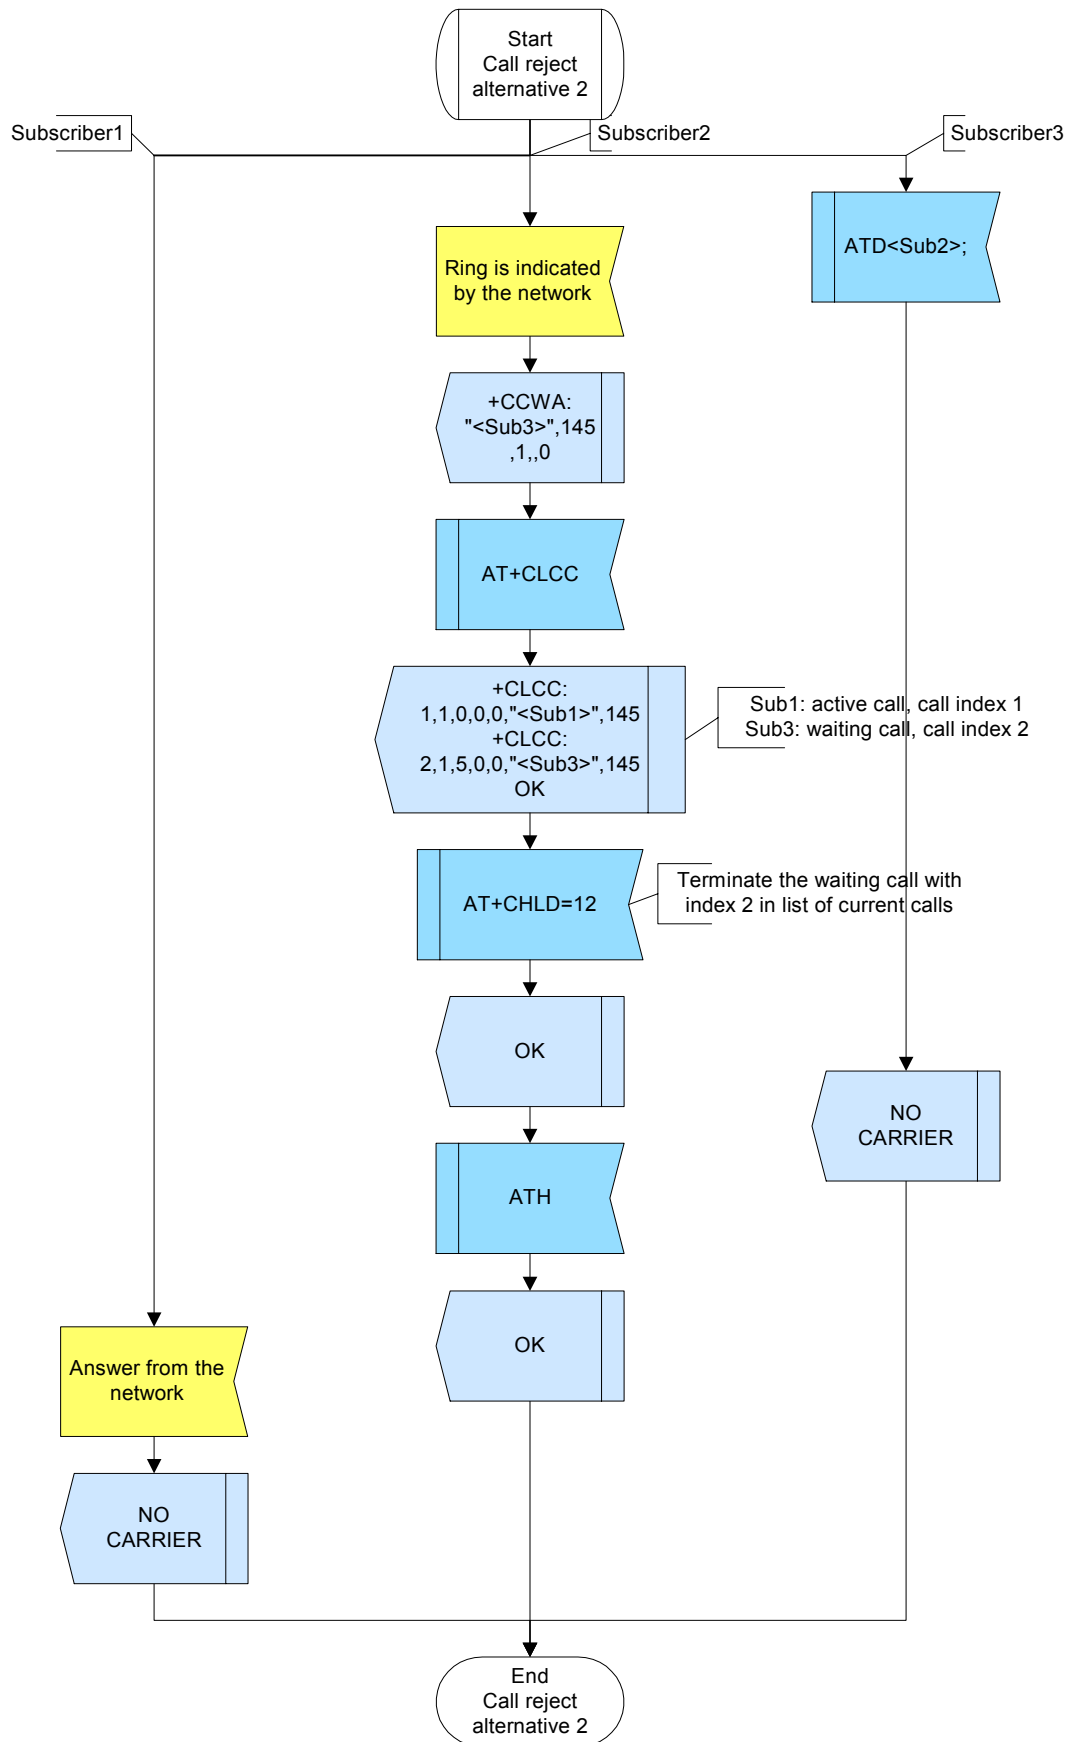 Start
Call reject
alternative 2
Subscriber1
Subscriber2
Subscriber3
ATD<Sub2>;
Ring is indicated
by the network
+CCWA:
"<Sub3>",145
,1,,0
AT+CLCC
+CLCC:
1,1,0,0,0,"<Sub1>",145
+CLCC:
2,1,5,0,0,"<Sub3>",145
OK
Sub1: active call, call index 1
Sub3: waiting call, call index 2
AT+CHLD=12
Terminate the waiting call with
index 2 in list of current calls
OK
NO
CARRIER
ATH
OK
Answer from the
network
NO
CARRIER
End
Call reject
alternative 2